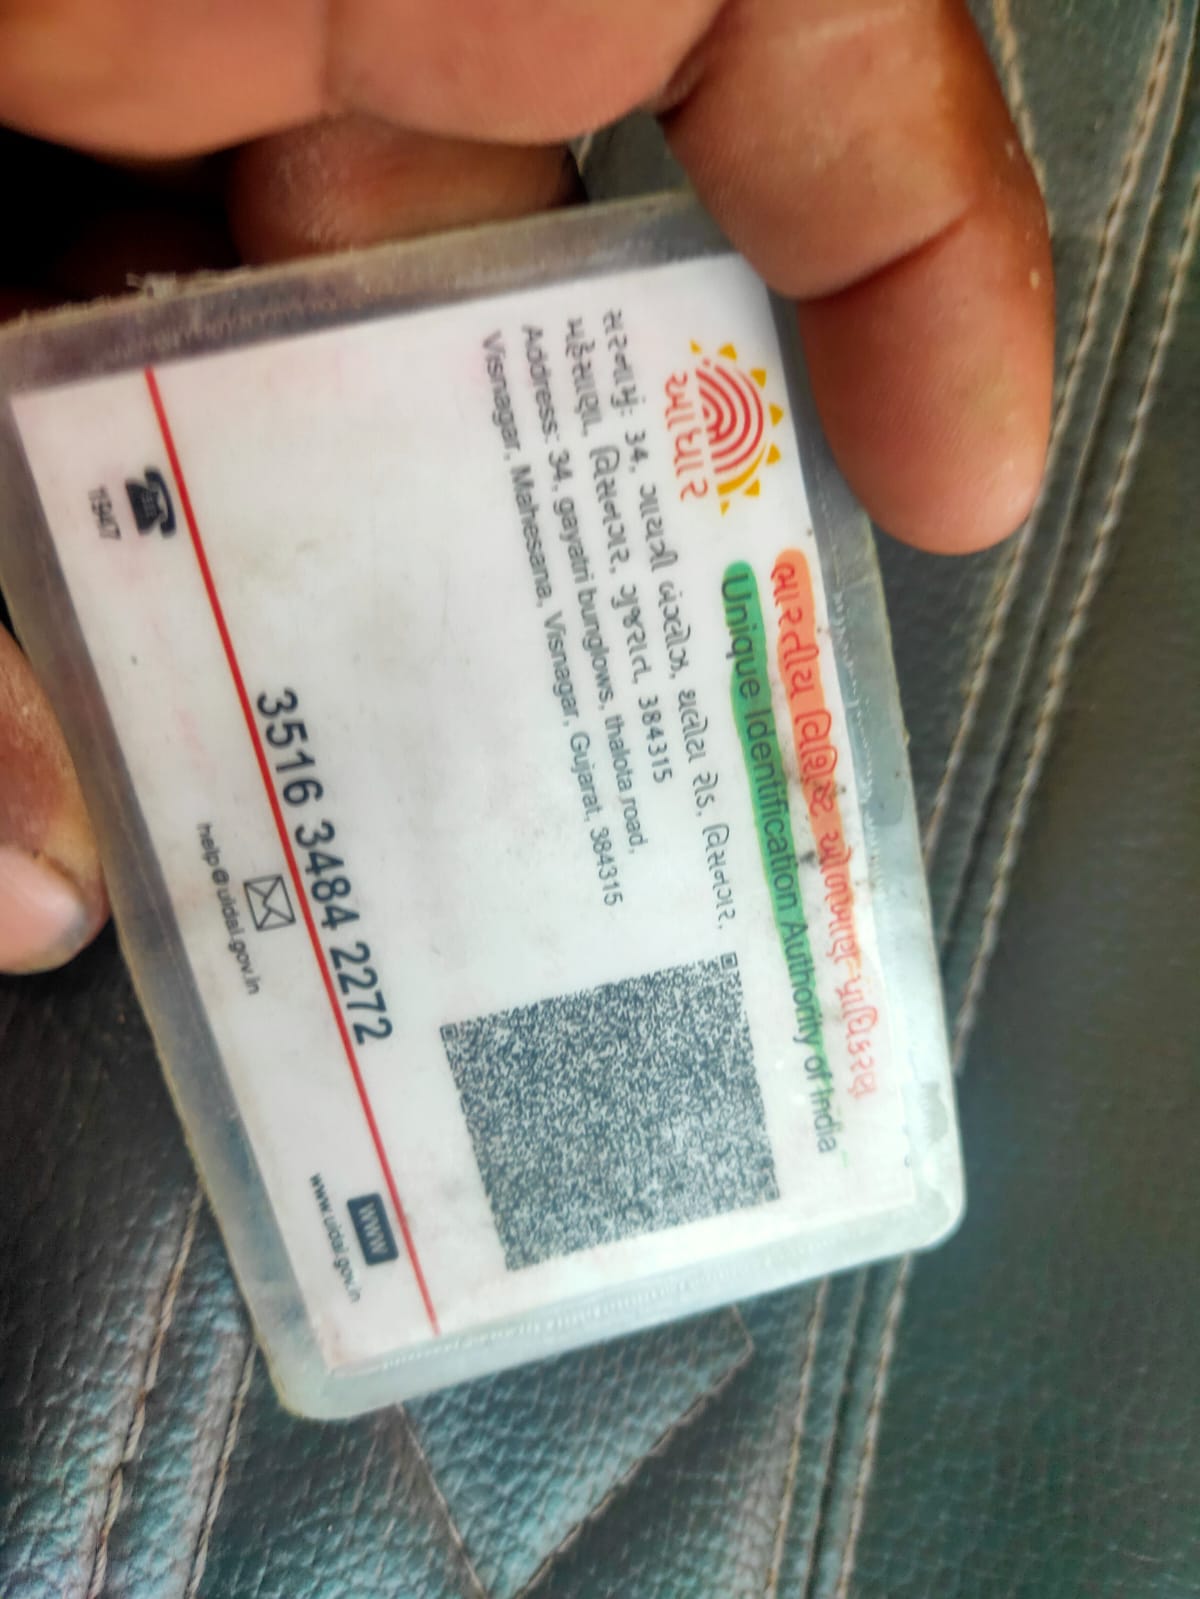 ભારતીય વિશિષ્ટ ઓળખાણ પ્રાધિકરણ
Unique Identification Authority of India
આધાર
સરનામું: 34, ગાયત્રી બંગલોઝ, થલોટા રોડ, વિસનગર,
મહેસાણા, વિસનગર, ગુજરાત, 384315
Address: 34, gayatri bunglows, thalota road,
Visnagar, Mahesana, Visnagar, Gujarat, 384315
3516 3484 2272
1947
help@uidai.gov.in
WWW
www.uidai.gov.in